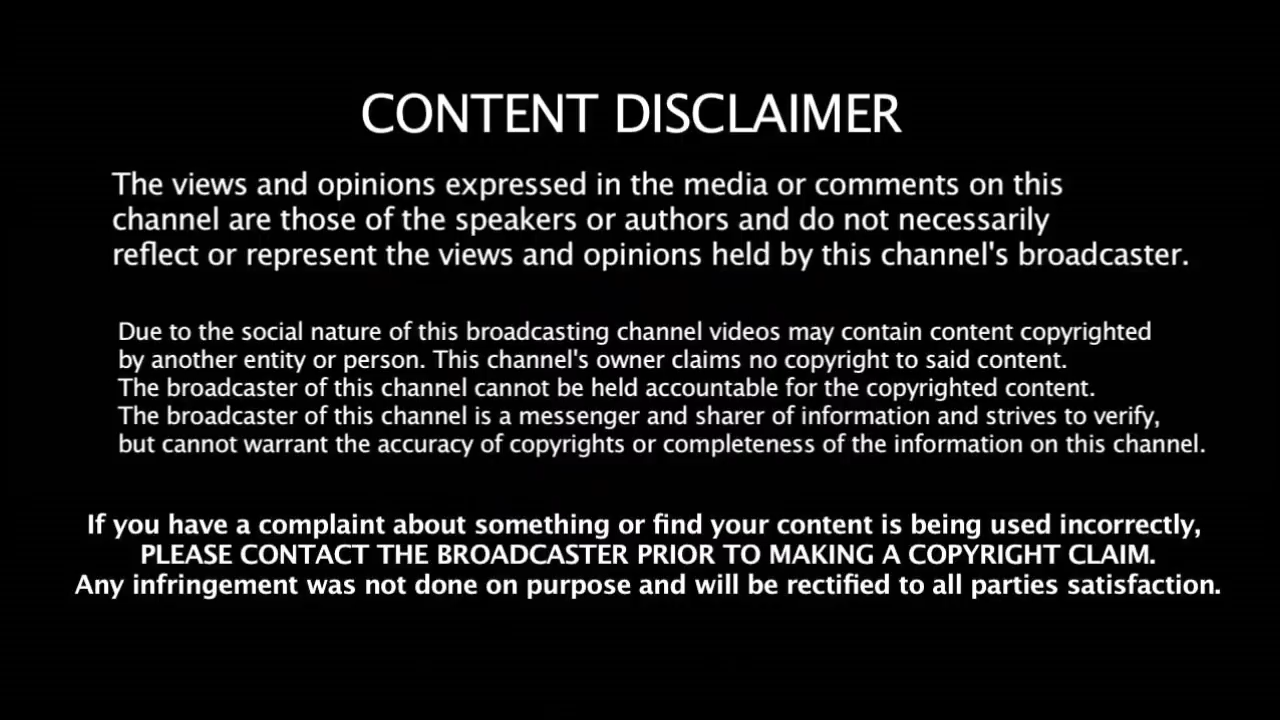 CONTENT DISCLAIMER
The views and opinions expressed in the media or comments on this
channel are those of the speakers or authors and do not necessarily
reflect or represent the views and opinions held by this channel's broadcaster.
Due to the social nature of this broadcasting channel videos may contain content copyrighted
by another entity or person. This channel's owner claims no copyright to said content.
The broadcaster of this channel cannot be held accountable for the copyrighted content.
The broadcaster of this channel is a messenger and sharer of information and strives to verify,
but cannot warrant the accuracy of copyrights or completeness of the information on this channel.
If you have a complaint about something or find your content is being used incorrectly,
PLEASE CONTACT THE BROADCASTER PRIOR TO MAKING A COPYRIGHT CLAIM.
Any infringement was not done on purpose and will be rectified to all parties satisfaction.